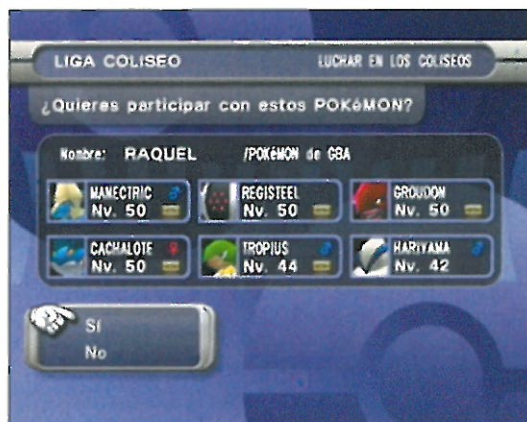 LIGA COLISEO LUCHAR EN LOS COLISEOS
¿Quieres participar con estos POKéMON?
Nombre: RAQUEL /POKéMON de GBA
MANECTRIC ♂ REGISTEEL GROUDON
Nv. 50 Nv. 50 Nv. 50
CACHALOTE ♀ TROPIUS ♂ HARIYAMA ♂
Nv. 50 Nv. 44 Nv. 42
Sí
No